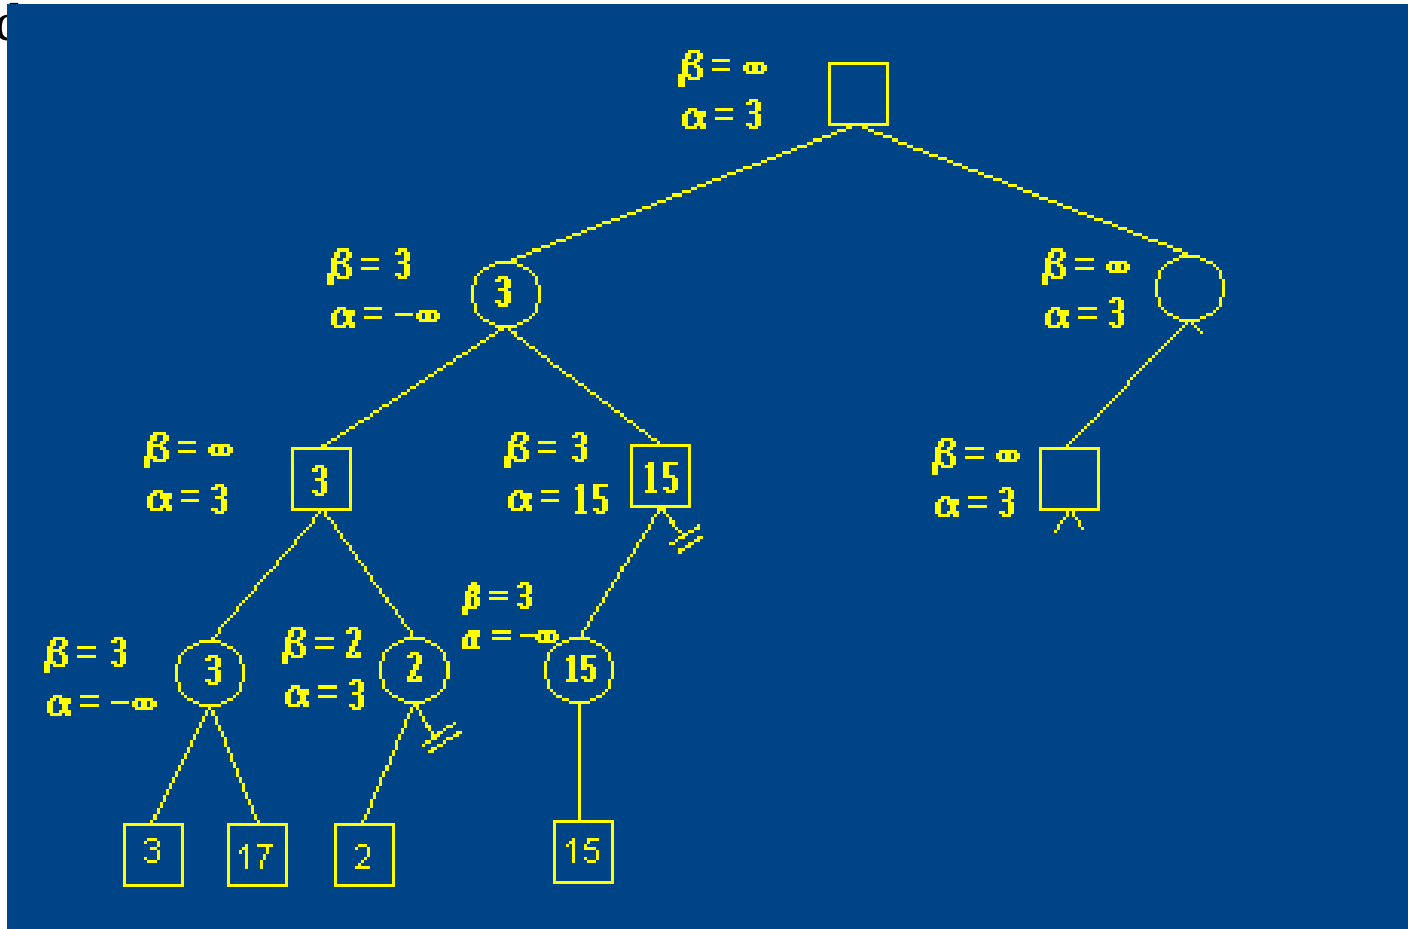 β = ∞
α = 3
β = 3
α = −∞
3
β = ∞
α = 3
β = ∞
α = 3
3
β = 3
α = 15
15
β = ∞
α = 3
β = 3
α = −∞
3
β = 2
α = 3
2
β = 3
α = −∞
15
3
17
2
15